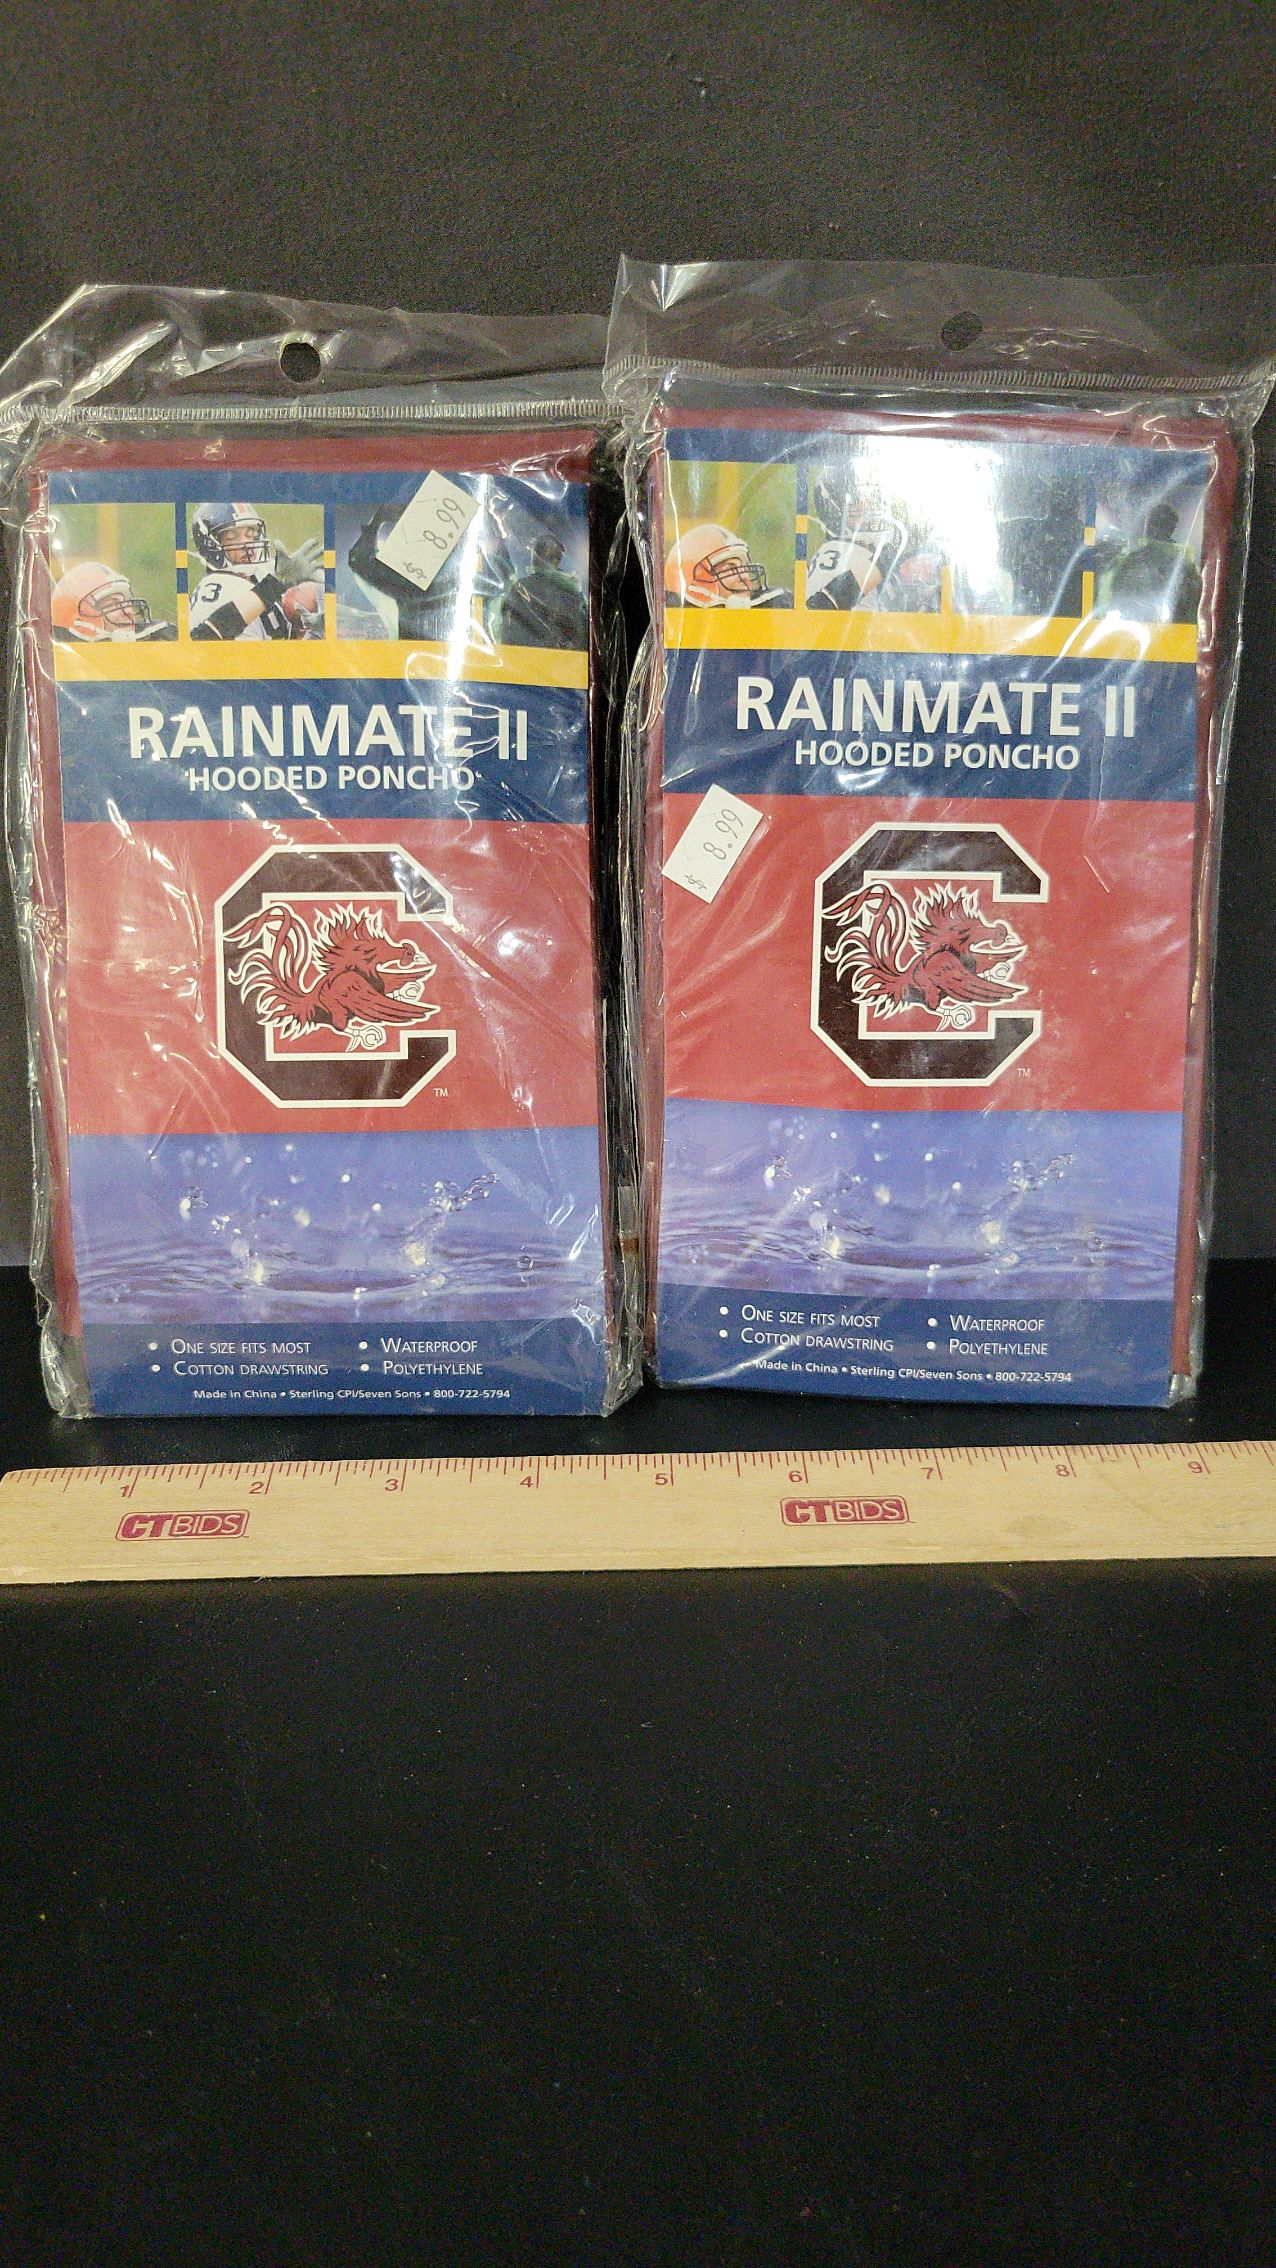 8.99
RAINMATE II
HOODED PONCHO
C
TM
• ONE SIZE FITS MOST • WATERPROOF
• COTTON DRAWSTRING • POLYETHYLENE
Made in China • Sterling CPI/Seven Sons • 800-722-5794
83
RAINMATE II
HOODED PONCHO
8.99
C
TM
• ONE SIZE FITS MOST • WATERPROOF
• COTTON DRAWSTRING • POLYETHYLENE
Made in China • Sterling CPI/Seven Sons • 800-722-5794
1 2 3 4 5 6 7 8 9
CTBIDS CTBIDS